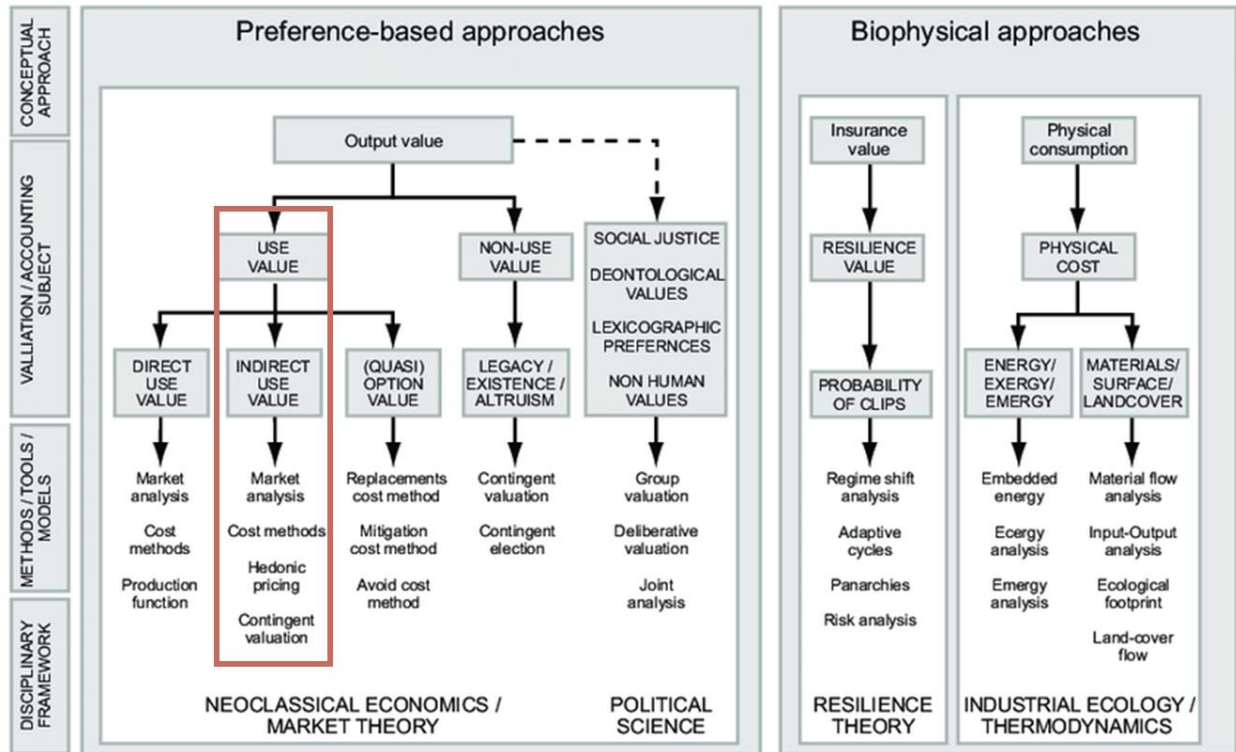 CONCEPTUAL
APPROACH
VALUATION / ACCOUNTING
SUBJECT
METHODS / TOOLS /
MODELS
DISCIPLINARY
FRAMEWORK
Preference-based approaches
Output value
USE
VALUE
NON-USE
VALUE
DIRECT
USE
VALUE
INDIRECT
USE
VALUE
(QUASI)
OPTION
VALUE
LEGACY /
EXISTENCE /
ALTRUISM
SOCIAL JUSTICE
DEONTOLOGICAL
VALUES
LEXICOGRAPHIC
PREFERNCES
NON HUMAN
VALUES
Market
analysis
Cost
methods
Production
function
Market
analysis
Cost methods
Hedonic
pricing
Contingent
valuation
Replacements
cost method
Mitigation
cost method
Avoid cost
method
Contingent
valuation
Contingent
election
Group
valuation
Deliberative
valuation
Joint
analysis
NEOCLASSICAL ECONOMICS /
MARKET THEORY
POLITICAL
SCIENCE
Biophysical approaches
Insurance
value
RESILIENCE
VALUE
PROBABILITY
OF CLIPS
Regime shift
analysis
Adaptive
cycles
Panarchies
Risk analysis
RESILIENCE
THEORY
Physical
consumption
PHYSICAL
COST
ENERGY/
EXERGY/
EMERGY
MATERIALS/
SURFACE/
LANDCOVER
Embedded
energy
Ecergy
analysis
Emergy
analysis
Material flow
analysis
Input-Output
analysis
Ecological
footprint
Land-cover
flow
INDUSTRIAL ECOLOGY /
THERMODYNAMICS